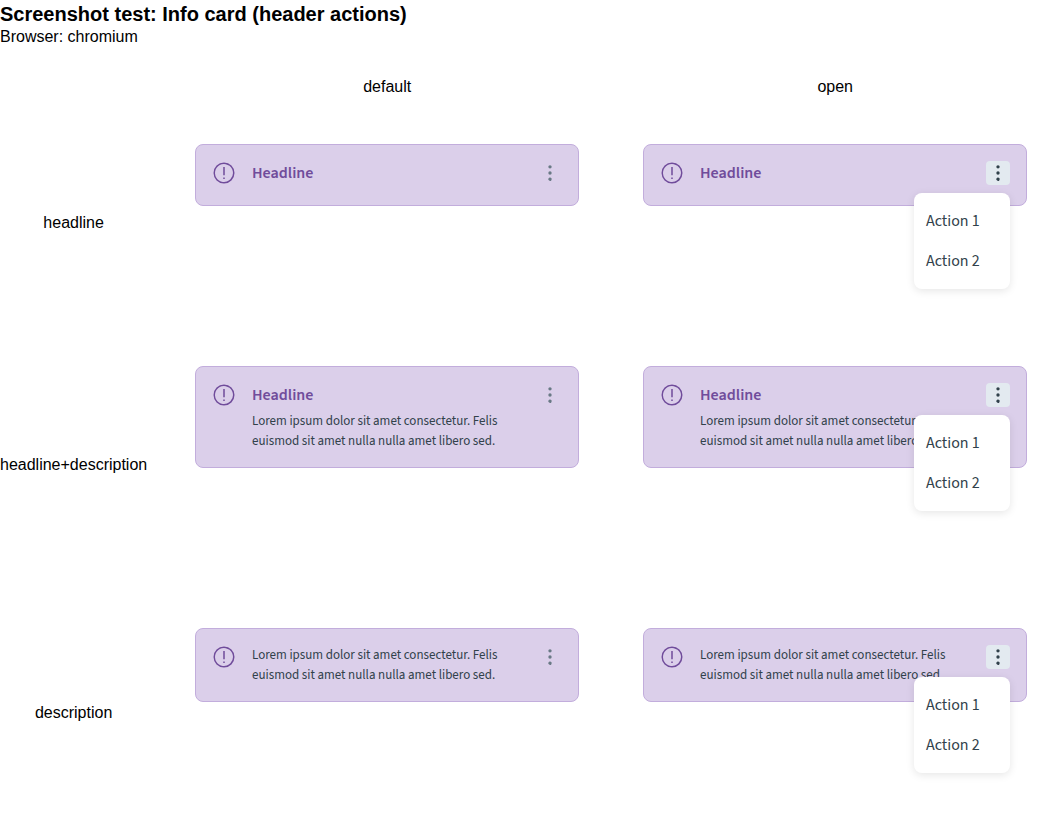 Screenshot test: Info card (header actions)
Browser: chromium
default
open
headline
Headline
Headline
Action 1
Action 2
headline+description
Headline
Lorem ipsum dolor sit amet consectetur. Felis
euismod sit amet nulla nulla amet libero sed.
Headline
Lorem ipsum dolor sit amet consectetur
euismod sit amet nulla nulla amet libero
Action 1
Action 2
description
Lorem ipsum dolor sit amet consectetur. Felis
euismod sit amet nulla nulla amet libero sed.
Lorem ipsum dolor sit amet consectetur. Felis
euismod sit amet nulla nulla amet libero sed
Action 1
Action 2